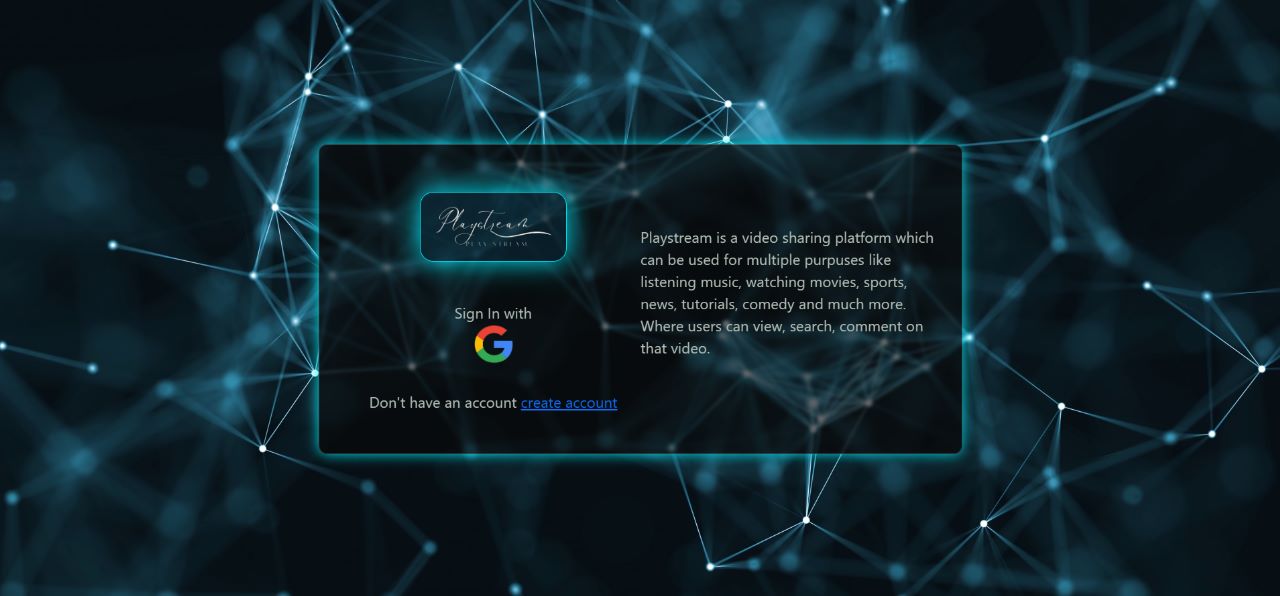 Playstream
PLAY STREAM
Sign In with
Don't have an account create account
Playstream is a video sharing platform which
can be used for multiple purpuses like
listening music, watching movies, sports,
news, tutorials, comedy and much more.
Where users can view, search, comment on
that video.